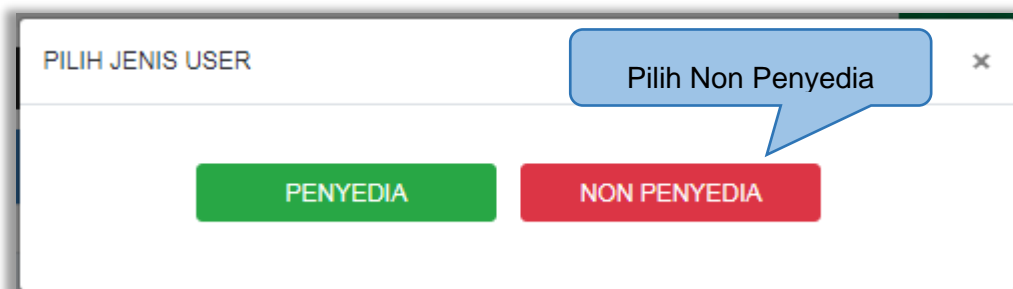 PILIH JENIS USER
Pilih Non Penyedia
×
PENYEDIA
NON PENYEDIA